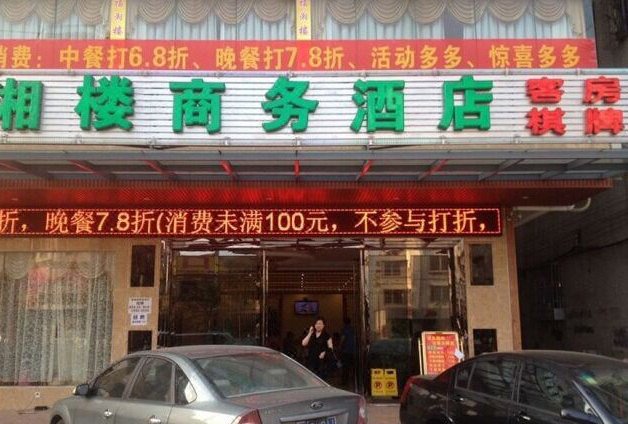 消费：中餐打6.8折、晚餐打7.8折、活动多多、惊喜多多
湘楼商务酒店
客房
棋牌
折，晚餐7.8折(消费未满100元，不参与打折，